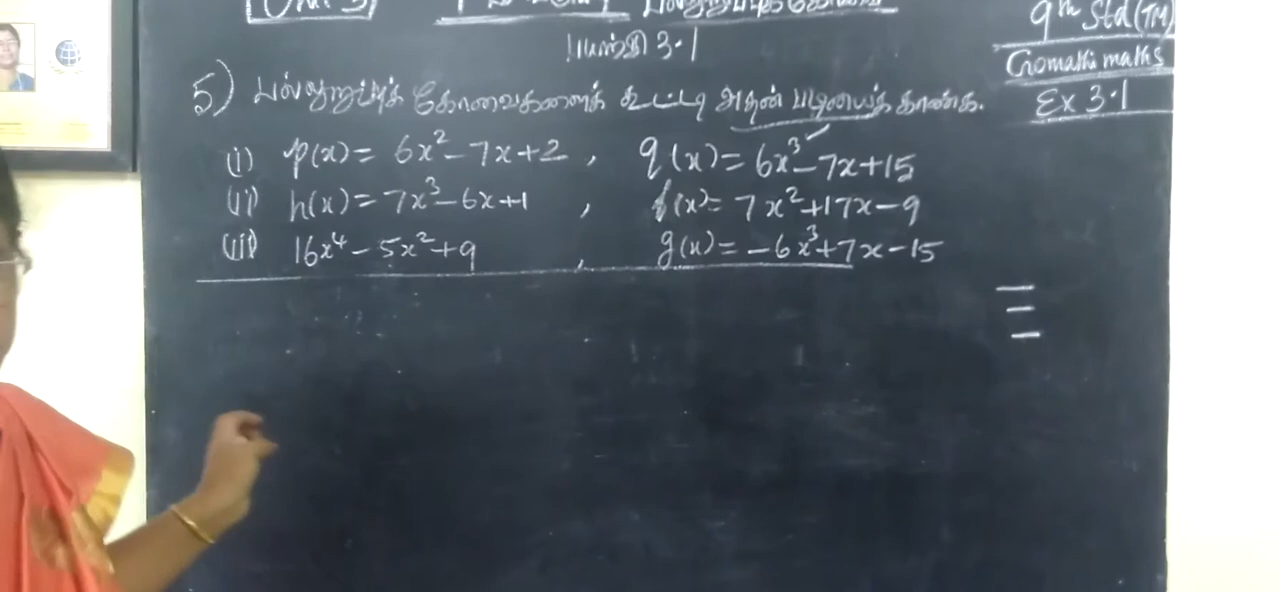 பயிற்சி 3.1
9th Std (TM)
Gomathi maths
Ex 3.1
5) பல்லுறுப்புக் கோவைகளைக் கூட்டி அதன் படியைக் காண்க.
(i) p(x) = 6x² - 7x + 2 , q(x) = 6x³ - 7x + 15
(ii) h(x) = 7x³ - 6x + 1 , f(x) = 7x² + 17x - 9
(iii) 16x⁴ - 5x² + 9 , g(x) = -6x³ + 7x - 15